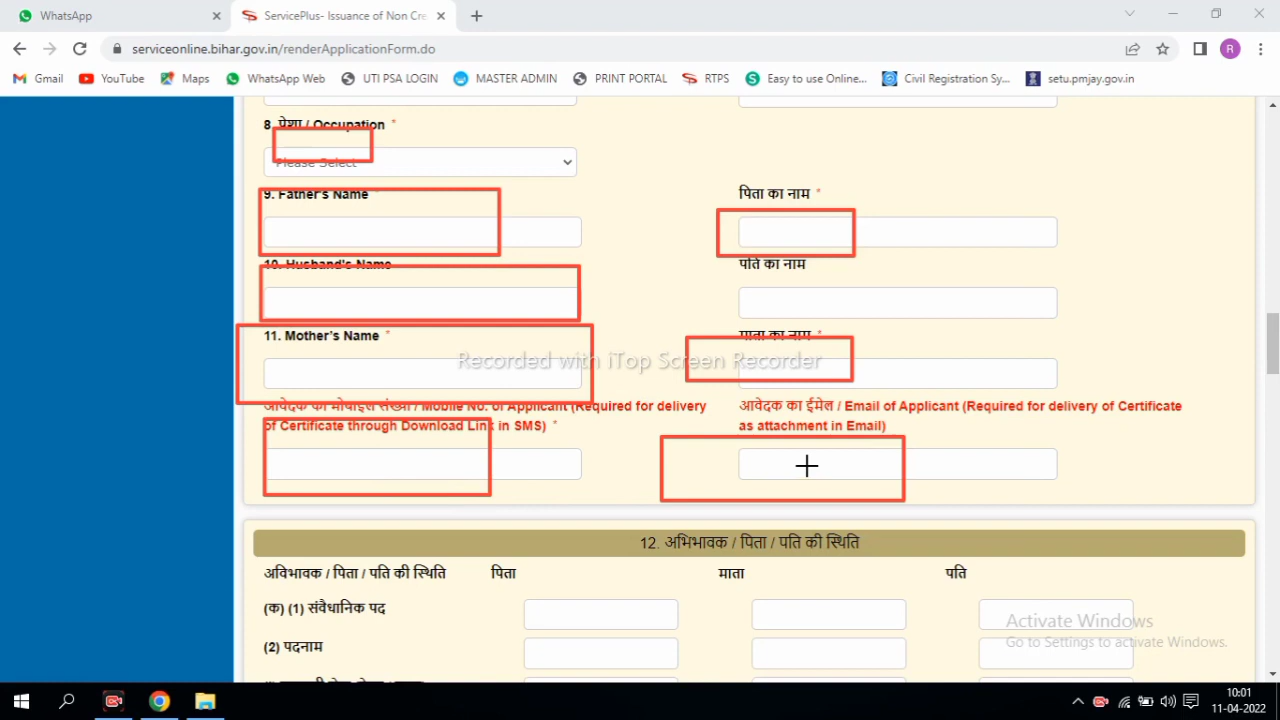 WhatsApp
ServicePlus- Issuance of Non Cre
serviceonline.bihar.gov.in/renderApplicationForm.do
R
Gmail YouTube Maps WhatsApp Web UTI PSA LOGIN MASTER ADMIN PRINT PORTAL RTPS Easy to use Online... Civil Registration Sy... setu.pmjay.gov.in
8. पेशा / Occupation *
Please Select
9. Father's Name * पिता का नाम *
10. Husband's Name पति का नाम
11. Mother's Name * माता का नाम *
Recorded with iTop Screen Recorder
आवेदक का मोबाइल संख्या / Mobile No. of Applicant (Required for delivery
of Certificate through Download Link in SMS) *
आवेदक का ईमेल / Email of Applicant (Required for delivery of Certificate
as attachment in Email)
12. अभिभावक / पिता / पति की स्थिति
अविभावक / पिता / पति की स्थिति पिता माता पति
(क) (1) संवैधानिक पद
(2) पदनाम
Activate Windows
Go to Settings to activate Windows.
10:01
11-04-2022